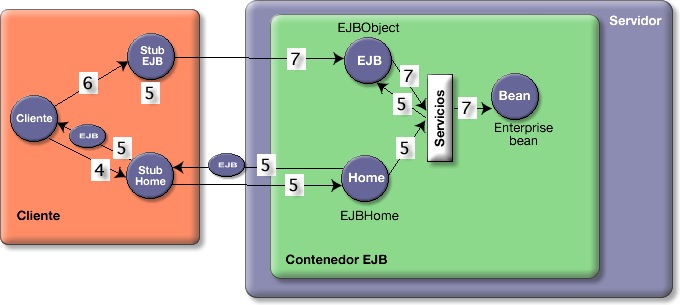 Servidor
EJBObject
Stub
EJB
7
EJB
7
6
5
5
Servicios
7
Bean
Cliente
EJB
5
Enterprise
bean
4
Stub
Home
EJB
5
5
5
Home
Cliente
EJBHome
Contenedor EJB